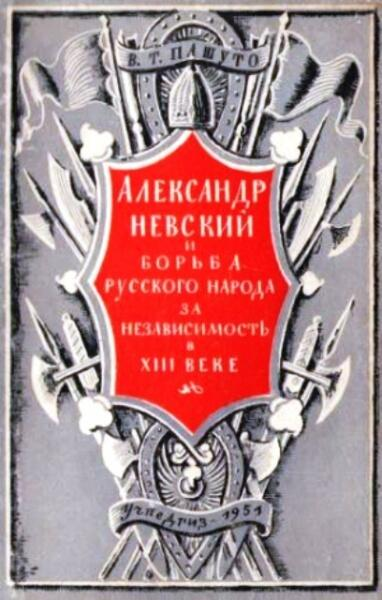 В. Т. ПАШУТО
АЛЕКСАНДР
НЕВСКИЙ
И
БОРЬБА
РУССКОГО НАРОДА
ЗА
НЕЗАВИСИМОСТЬ
В
XIII ВЕКЕ
Учпедгиз - 1951